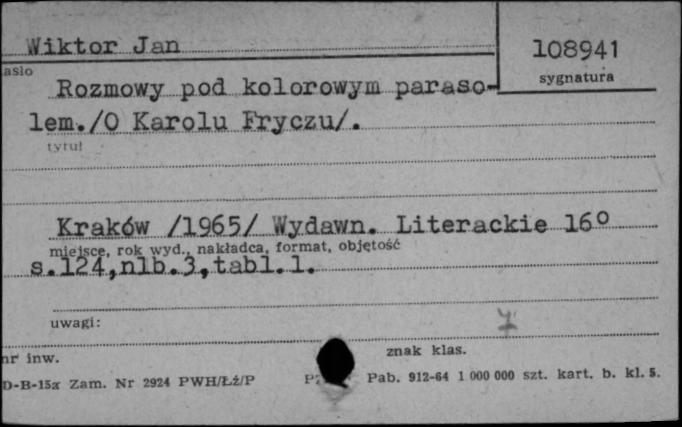 Wiktor Jan
108941
asło
sygnatura
Rozmowy pod kolorowym paraso-
lem./O Karolu Fryczu/.
tytuł
Kraków /1965/ Wydawn. Literackie 16°
miejsce, rok wyd., nakładca, format, objętość
s.124,nlb.3,tabl.1.
uwagi:
nr inw.
znak klas.
D-B-15a Zam. Nr 2924 PWH/Łż/P Pab. 912-64 1 000 000 szt. kart. b. kl. 5.